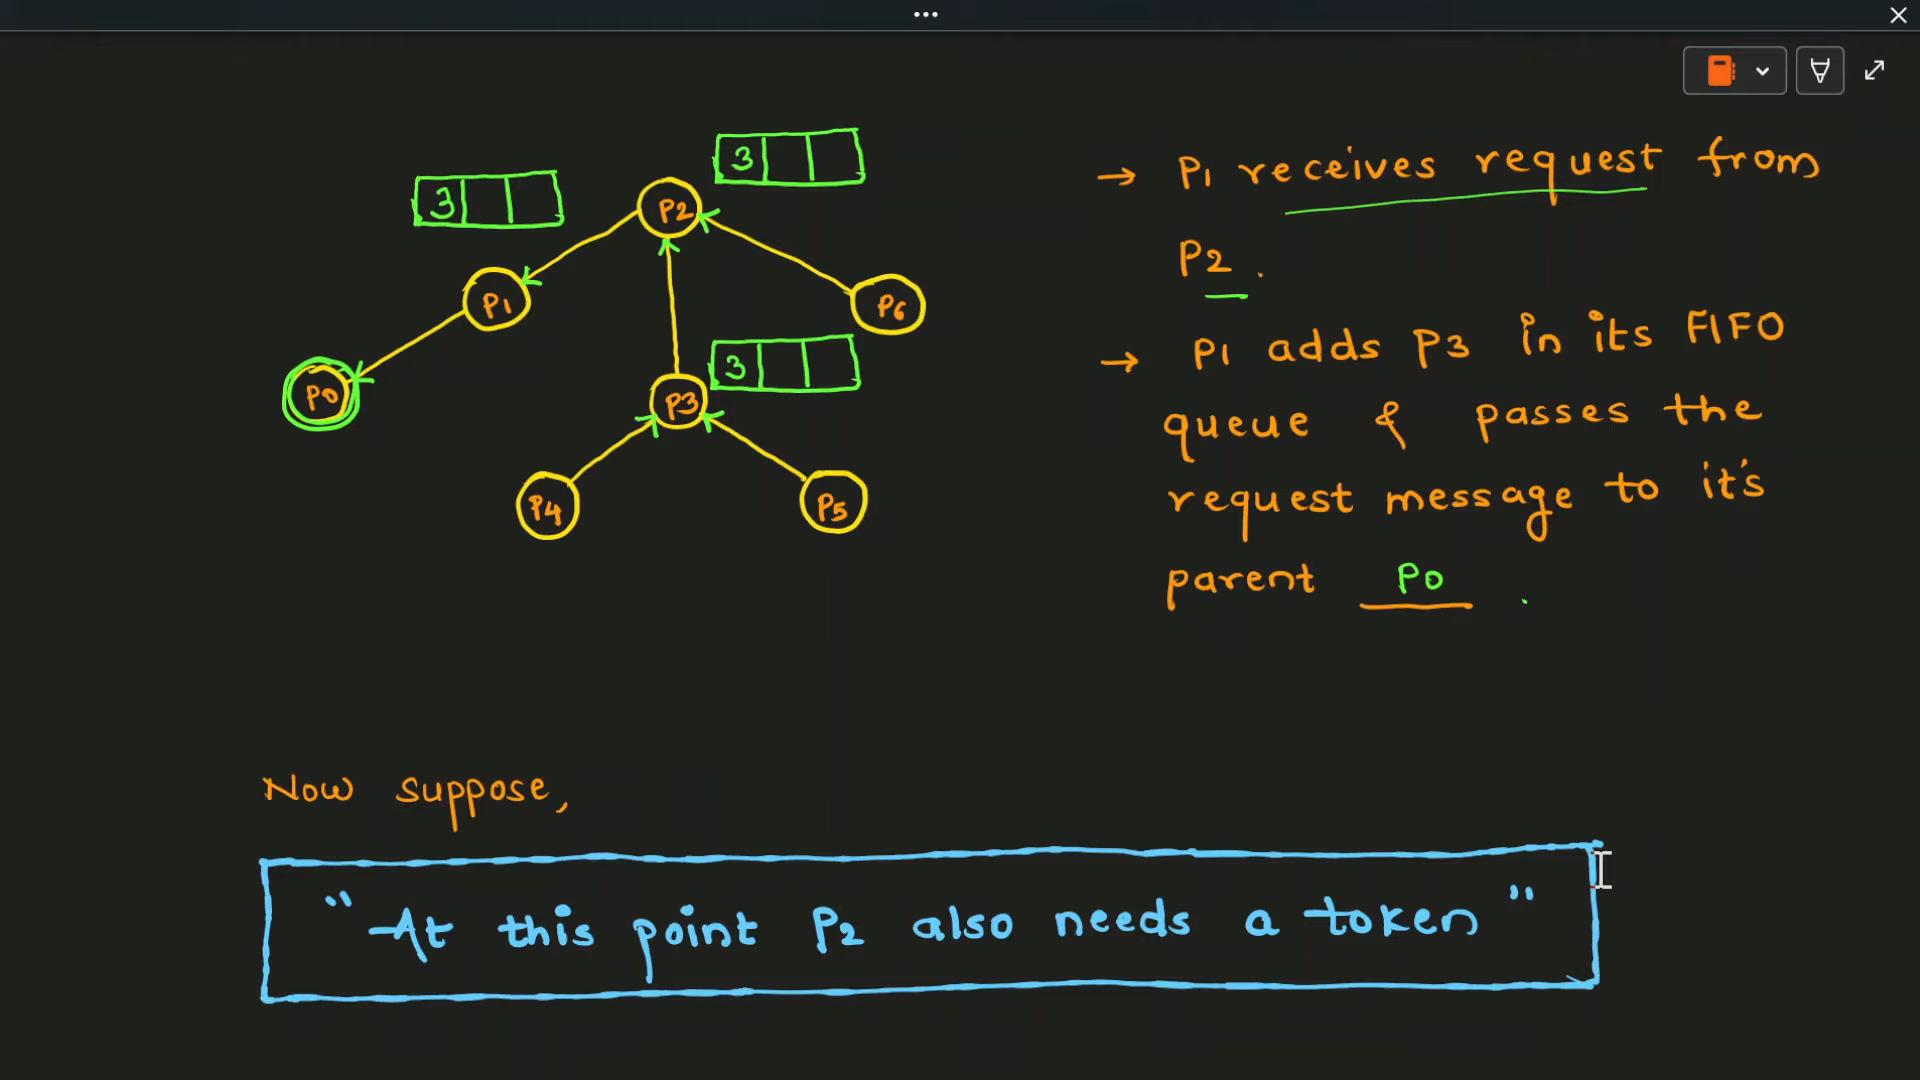 3
3
P2
P1
P6
P0
3
P3
P4
P5
→ P1 receives request from
P2.
→ P1 adds P3 in its FIFO
queue & passes the
request message to it's
parent P0.
Now suppose,
"At this point P2 also needs a token"